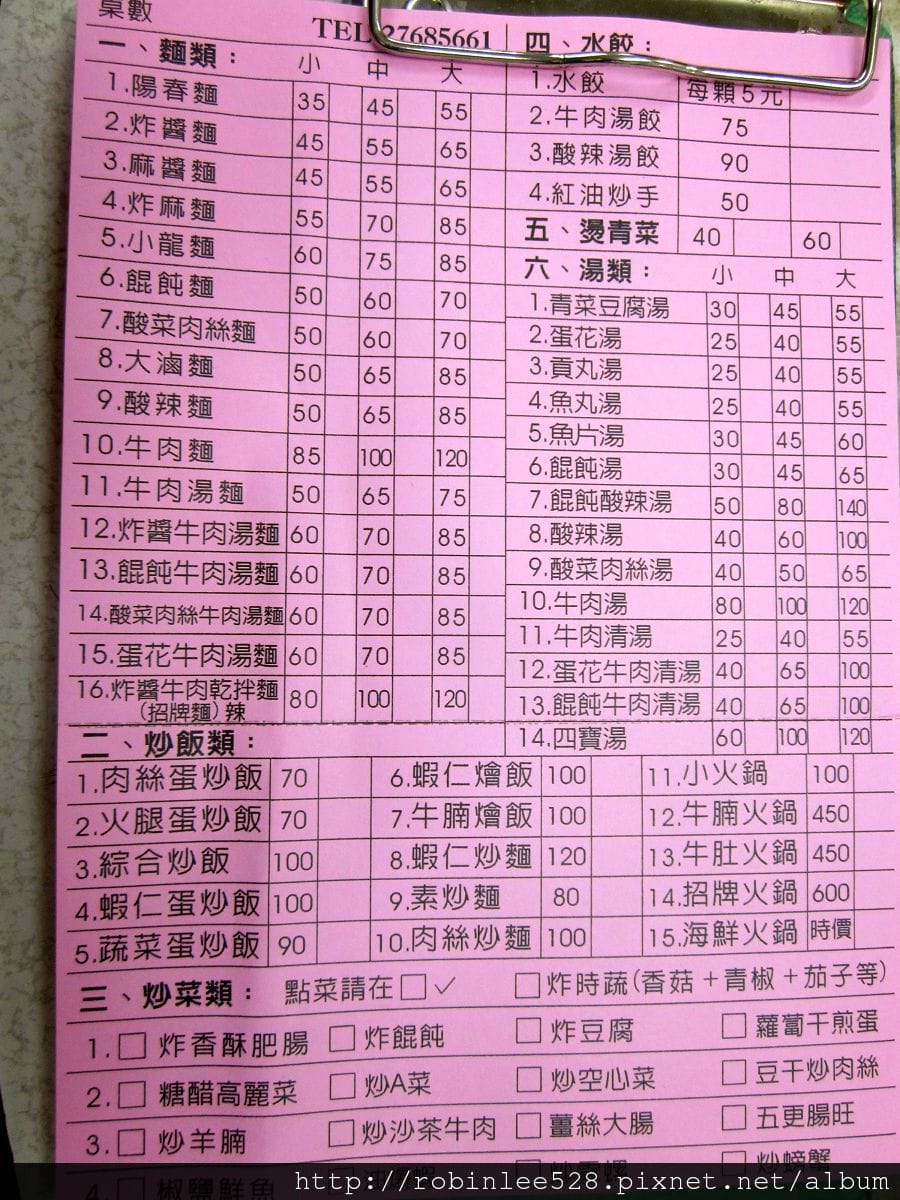 桌數
TEL:27685661
一、麵類： 小 中 大
1.陽春麵 35 45 55
2.炸醬麵 45 55 65
3.麻醬麵 45 55 65
4.炸麻麵 55 70 85
5.小龍麵 60 75 85
6.餛飩麵 50 60 70
7.酸菜肉絲麵 50 60 70
8.大滷麵 50 65 85
9.酸辣麵 50 65 85
10.牛肉麵 85 100 120
11.牛肉湯麵 50 65 75
12.炸醬牛肉湯麵 60 70 85
13.餛飩牛肉湯麵 60 70 85
14.酸菜肉絲牛肉湯麵 60 70 85
15.蛋花牛肉湯麵 60 70 85
16.炸醬牛肉乾拌麵 80 100 120
(招牌麵)辣
四、水餃：
1.水餃 每顆5元
2.牛肉湯餃 75
3.酸辣湯餃 90
4.紅油炒手 50
五、燙青菜 40 60
六、湯類： 小 中 大
1.青菜豆腐湯 30 45 55
2.蛋花湯 25 40 55
3.貢丸湯 25 40 55
4.魚丸湯 25 40 55
5.魚片湯 30 45 60
6.餛飩湯 30 45 65
7.餛飩酸辣湯 50 80 140
8.酸辣湯 40 60 100
9.酸菜肉絲湯 40 50 65
10.牛肉湯 80 100 120
11.牛肉清湯 25 40 55
12.蛋花牛肉清湯 40 65 100
13.餛飩牛肉清湯 40 65 100
14.四寶湯 60 100 120
二、炒飯類：
1.肉絲蛋炒飯 70 6.蝦仁燴飯 100 11.小火鍋 100
2.火腿蛋炒飯 70 7.牛腩燴飯 100 12.牛腩火鍋 450
3.綜合炒飯 100 8.蝦仁炒麵 120 13.牛肚火鍋 450
4.蝦仁蛋炒飯 100 9.素炒麵 80 14.招牌火鍋 600
5.蔬菜蛋炒飯 90 10.肉絲炒麵 100 15.海鮮火鍋 時價
三、炒菜類： 點菜請在□✓ □炸時蔬(香菇＋青椒＋茄子等)
1.□ 炸香酥肥腸 □炸餛飩 □炸豆腐 □蘿蔔干煎蛋
2.□ 糖醋高麗菜 □炒A菜 □炒空心菜 □豆干炒肉絲
3.□ 炒羊腩 □炒沙茶牛肉 □薑絲大腸 □五更腸旺
4.□ 椒鹽鮮魚 炒螃蟹
http://robinlee528.pixnet.net/album